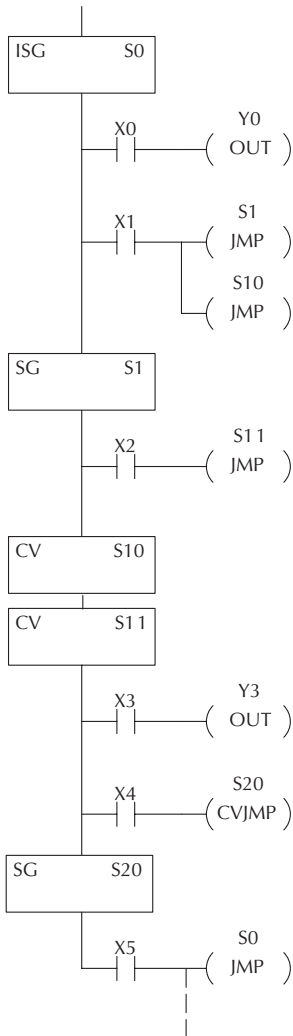 ISG S0
Y0
X0
OUT
S1
X1
JMP
S10
JMP
SG S1
S11
X2
JMP
CV S10
CV S11
Y3
X3
OUT
S20
X4
CVJMP
SG S20
S0
X5
JMP